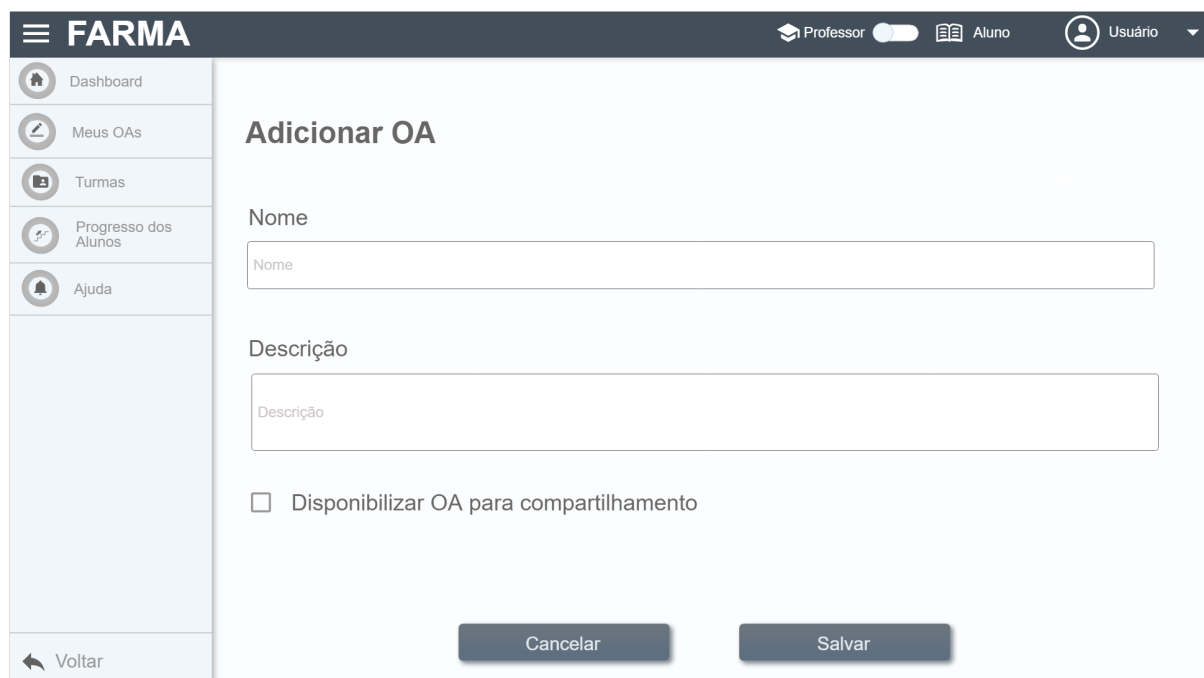 FARMA
Professor
Aluno
Usuário
Dashboard
Meus OAs
Turmas
Progresso dos
Alunos
Ajuda
Voltar
Adicionar OA
Nome
Nome
Descrição
Descrição
Disponibilizar OA para compartilhamento
Cancelar
Salvar